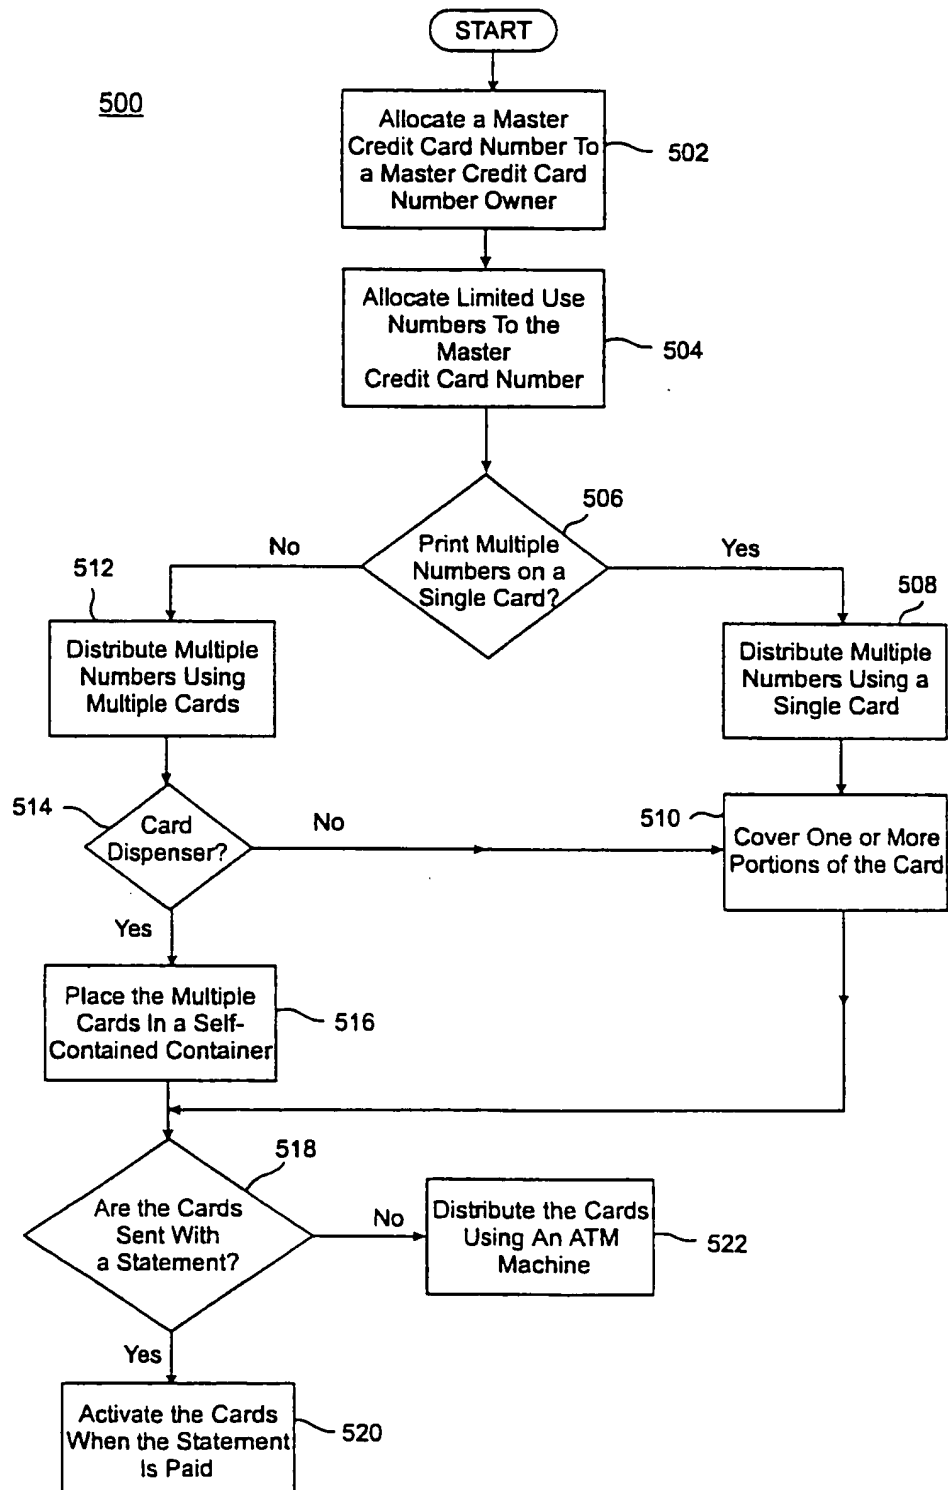 START
500
Allocate a Master
Credit Card Number To
a Master Credit Card
Number Owner
502
Allocate Limited Use
Numbers To the
Master
Credit Card Number
504
506
Print Multiple
Numbers on a
Single Card?
No
Yes
512
508
Distribute Multiple
Numbers Using
Multiple Cards
Distribute Multiple
Numbers Using a
Single Card
514
Card
Dispenser?
No
510
Cover One or More
Portions of the Card
Yes
Place the Multiple
Cards In a Self-
Contained Container
516
518
Are the Cards
Sent With
a Statement?
No
Distribute the Cards
Using An ATM
Machine
522
Yes
Activate the Cards
When the Statement
Is Paid
520